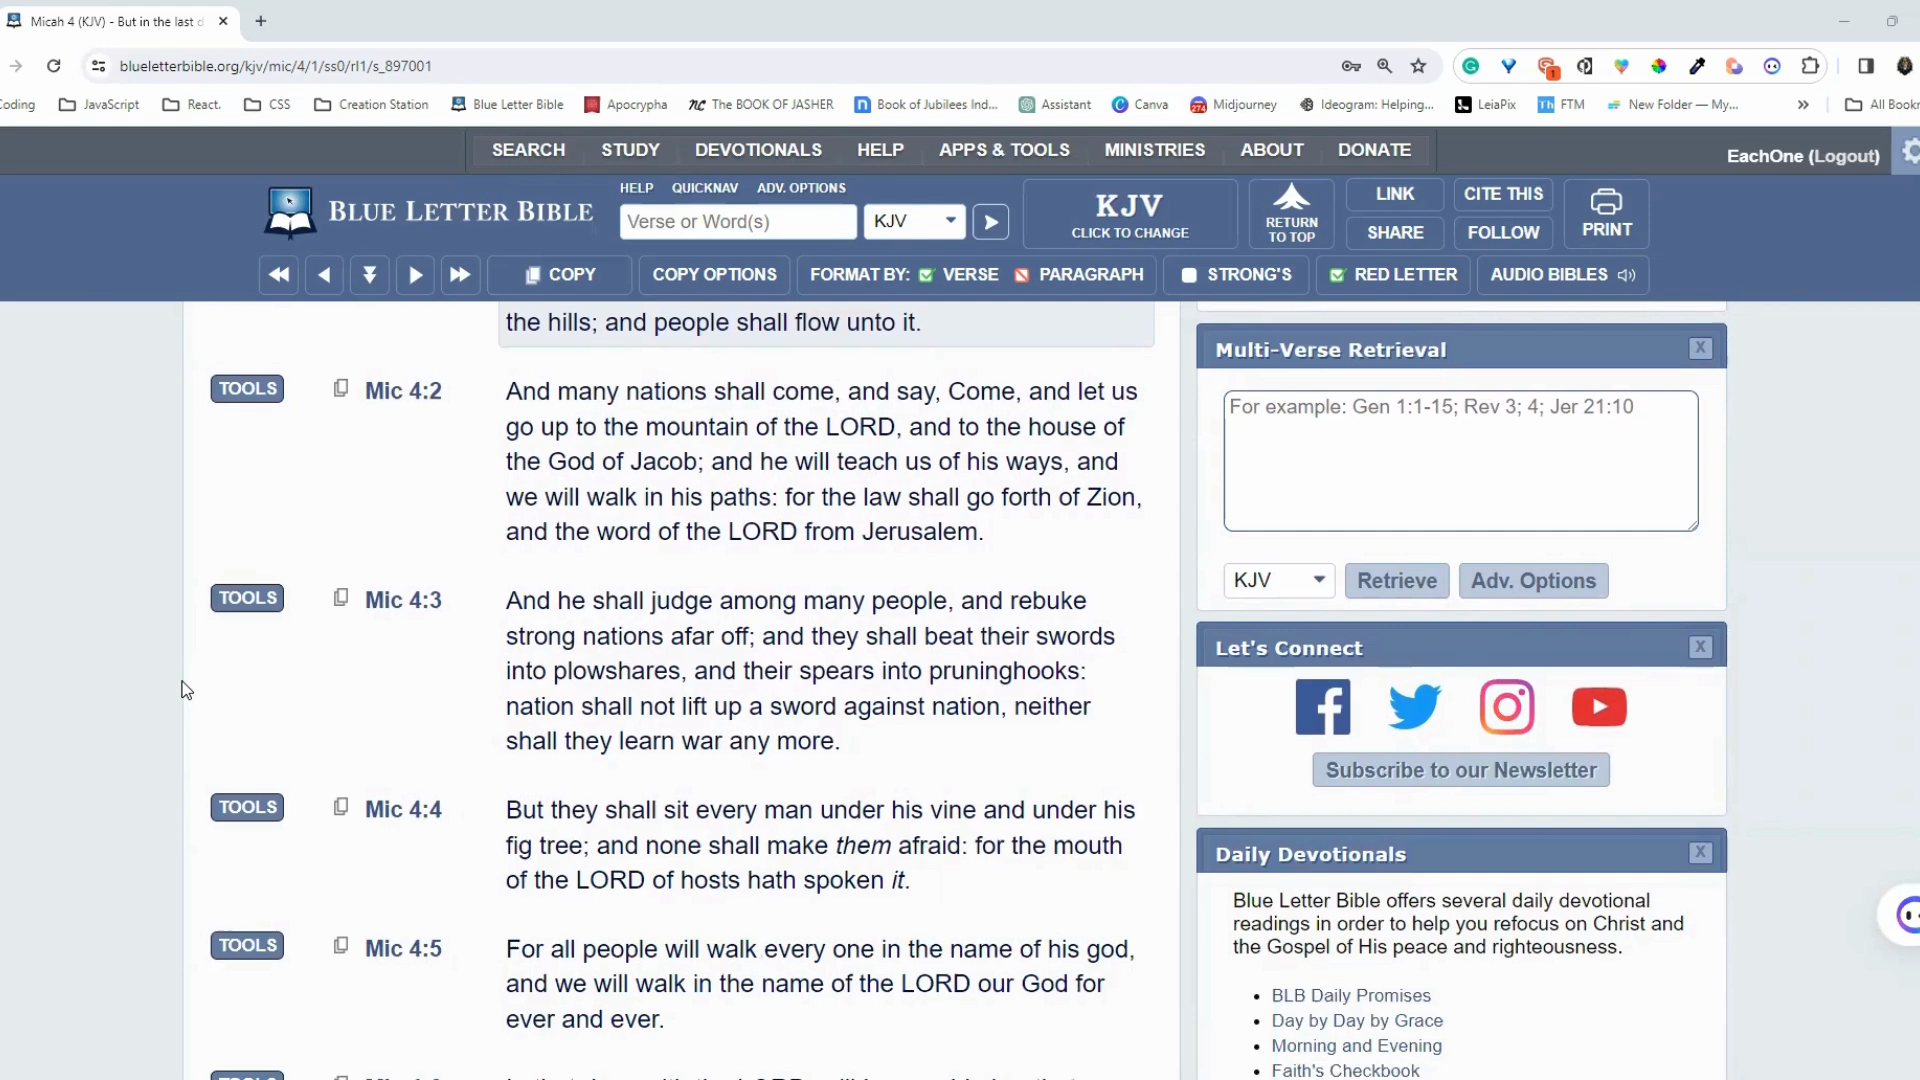 Micah 4 (KJV) - But in the last d
blueletterbible.org/kjv/mic/4/1/ss0/rl1/s_897001
1
oding
JavaScript
React.
CSS
Creation Station
Blue Letter Bible
Apocrypha
The BOOK OF JASHER
Book of Jubilees Ind...
Assistant
Canva
274
Midjourney
Ideogram: Helping...
LeiaPix
Th
FTM
New Folder — My...
»
All Bookr
SEARCH
STUDY
DEVOTIONALS
HELP
APPS & TOOLS
MINISTRIES
ABOUT
DONATE
EachOne (Logout)
BLUE LETTER BIBLE
HELP
QUICKNAV
ADV. OPTIONS
Verse or Word(s)
KJV
KJV
CLICK TO CHANGE
RETURN
TO TOP
LINK
CITE THIS
SHARE
FOLLOW
PRINT
COPY
COPY OPTIONS
FORMAT BY:
VERSE
PARAGRAPH
STRONG'S
RED LETTER
AUDIO BIBLES
the hills; and people shall flow unto it.
TOOLS
Mic 4:2
And many nations shall come, and say, Come, and let us
go up to the mountain of the LORD, and to the house of
the God of Jacob; and he will teach us of his ways, and
we will walk in his paths: for the law shall go forth of Zion,
and the word of the LORD from Jerusalem.
TOOLS
Mic 4:3
And he shall judge among many people, and rebuke
strong nations afar off; and they shall beat their swords
into plowshares, and their spears into pruninghooks:
nation shall not lift up a sword against nation, neither
shall they learn war any more.
TOOLS
Mic 4:4
But they shall sit every man under his vine and under his
fig tree; and none shall make them afraid: for the mouth
of the LORD of hosts hath spoken it.
TOOLS
Mic 4:5
For all people will walk every one in the name of his god,
and we will walk in the name of the LORD our God for
ever and ever.
Multi-Verse Retrieval
X
For example: Gen 1:1-15; Rev 3; 4; Jer 21:10
KJV
Retrieve
Adv. Options
Let's Connect
X
Subscribe to our Newsletter
Daily Devotionals
X
Blue Letter Bible offers several daily devotional
readings in order to help you refocus on Christ and
the Gospel of His peace and righteousness.
• BLB Daily Promises
• Day by Day by Grace
• Morning and Evening
• Faith's Checkbook